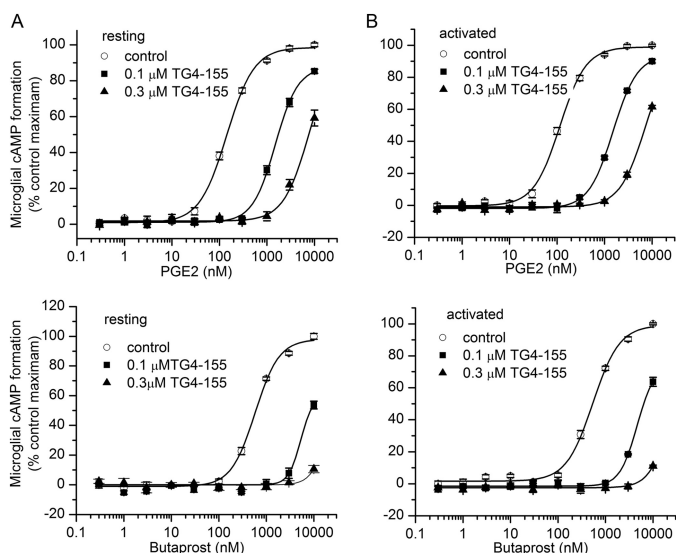 A
resting
control
0.1 μM TG4-155
0.3 μM TG4-155
Microglial cAMP formation
(% control maximam)
100
80
60
40
20
0
0.1 1 10 100 1000 10000
PGE2 (nM)
B
activated
control
0.1 μM TG4-155
0.3 μM TG4-155
100
80
60
40
20
0
-20
0.1 1 10 100 1000 10000
PGE2 (nM)
resting
control
0.1 μMTG4-155
0.3μM TG4-155
Microglial cAMP formation
(% control maximam)
120
100
80
60
40
20
0
-20
0.1 1 10 100 1000 10000
Butaprost (nM)
activated
control
0.1 μM TG4-155
0.3 μM TG4-155
100
80
60
40
20
0
-20
0.1 1 10 100 1000 10000
Butaprost (nM)